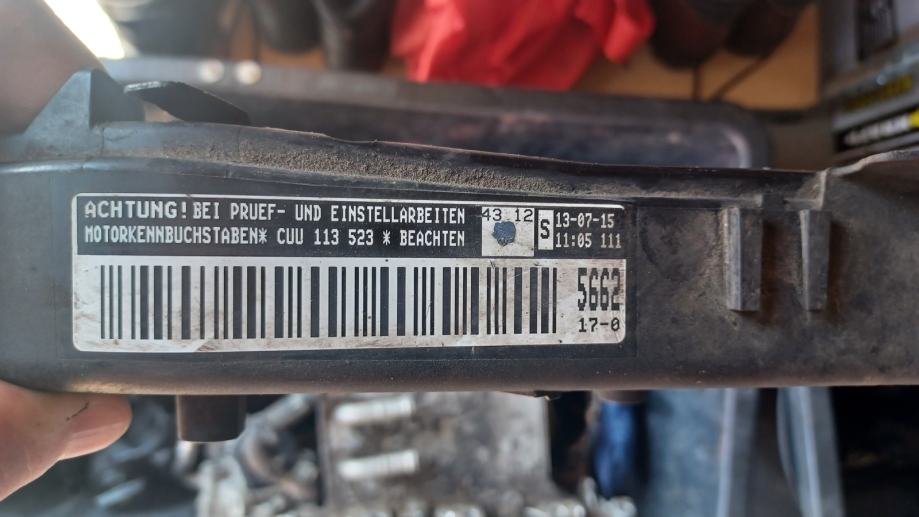 ACHTUNG! BEI PRUEF- UND EINSTELLARBEITEN
MOTORKENNBUCHSTABEN* CUU 113 523 * BEACHTEN
43 12
S
13-07-15
11:05 111
5662
17-0